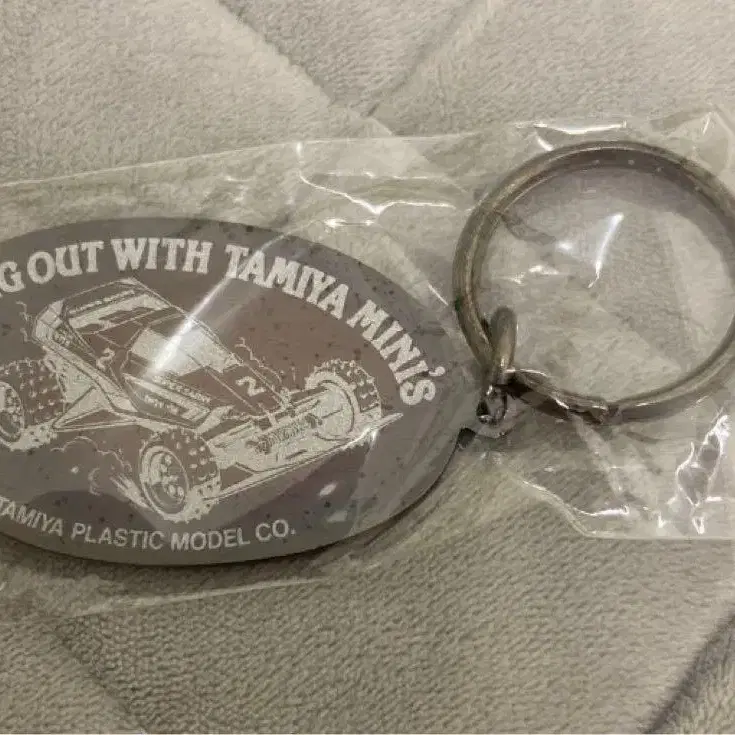 G OUT WITH TAMIYA MINI'S
2
2
TAMIYA PLASTIC MODEL CO.